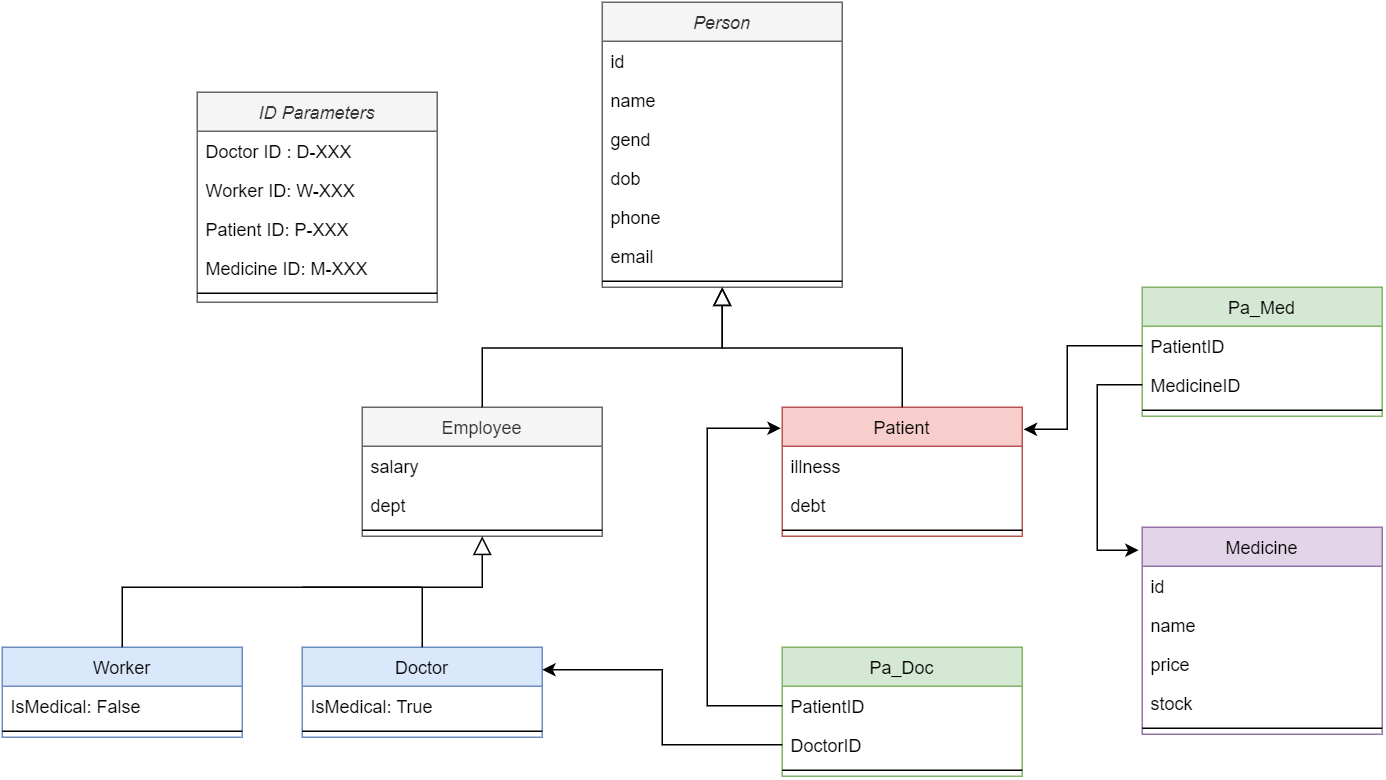 Person
id
name
gend
dob
phone
email
ID Parameters
Doctor ID : D-XXX
Worker ID: W-XXX
Patient ID: P-XXX
Medicine ID: M-XXX
Pa_Med
PatientID
MedicineID
Employee
salary
dept
Patient
illness
debt
Medicine
id
name
price
stock
Worker
IsMedical: False
Doctor
IsMedical: True
Pa_Doc
PatientID
DoctorID